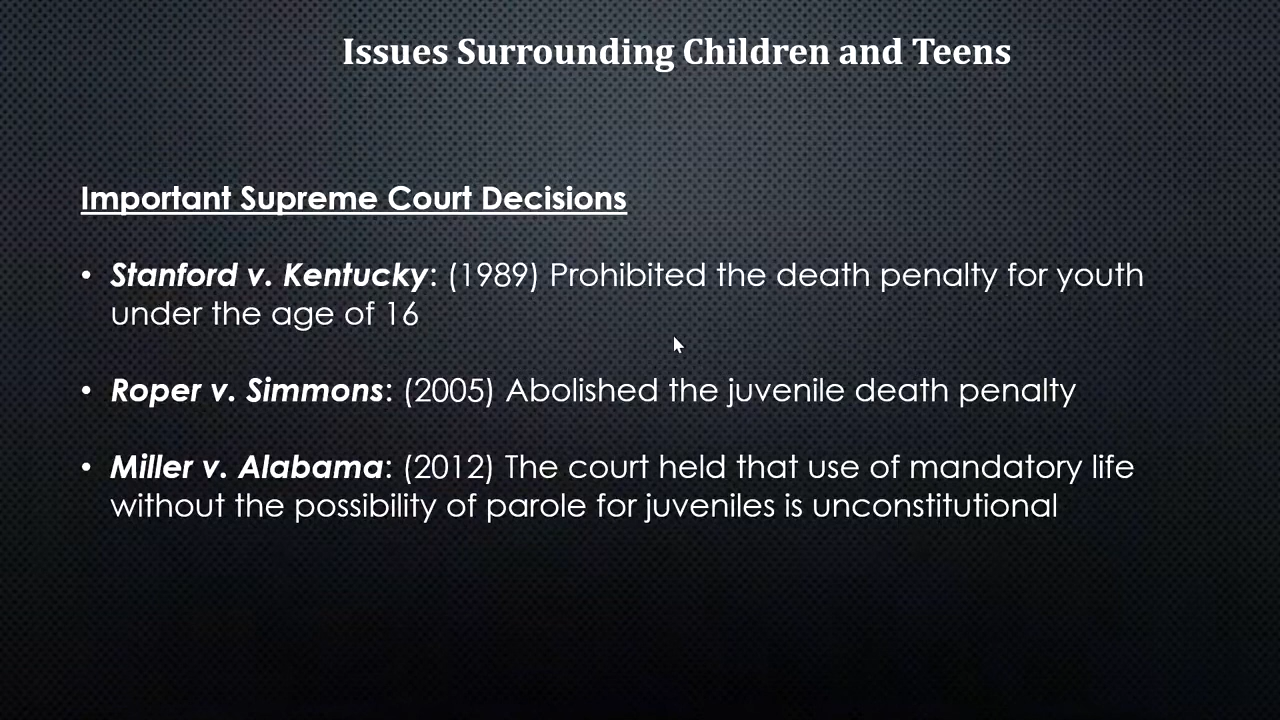 Issues Surrounding Children and Teens
Important Supreme Court Decisions
• Stanford v. Kentucky: (1989) Prohibited the death penalty for youth
under the age of 16
• Roper v. Simmons: (2005) Abolished the juvenile death penalty
• Miller v. Alabama: (2012) The court held that use of mandatory life
without the possibility of parole for juveniles is unconstitutional